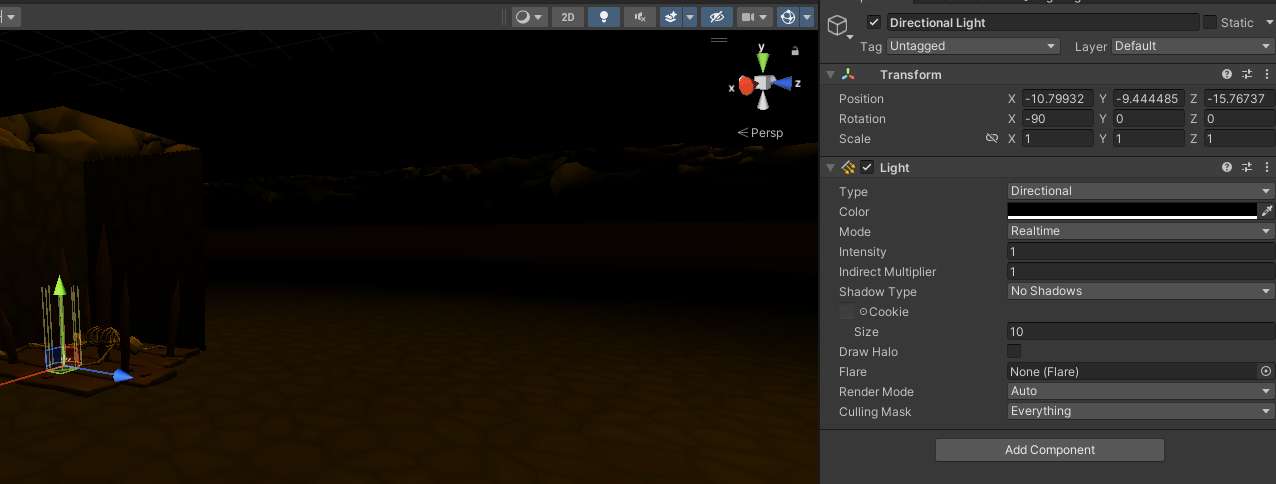 2D
Directional Light
Static
Tag Untagged Layer Default
Transform
Position X -10.79932 Y -9.444485 Z -15.76737
Rotation X -90 Y 0 Z 0
Scale X 1 Y 1 Z 1
Light
Type Directional
Color
Mode Realtime
Intensity 1
Indirect Multiplier 1
Shadow Type No Shadows
Cookie
Size 10
Draw Halo
Flare None (Flare)
Render Mode Auto
Culling Mask Everything
Add Component
y
x
z
Persp